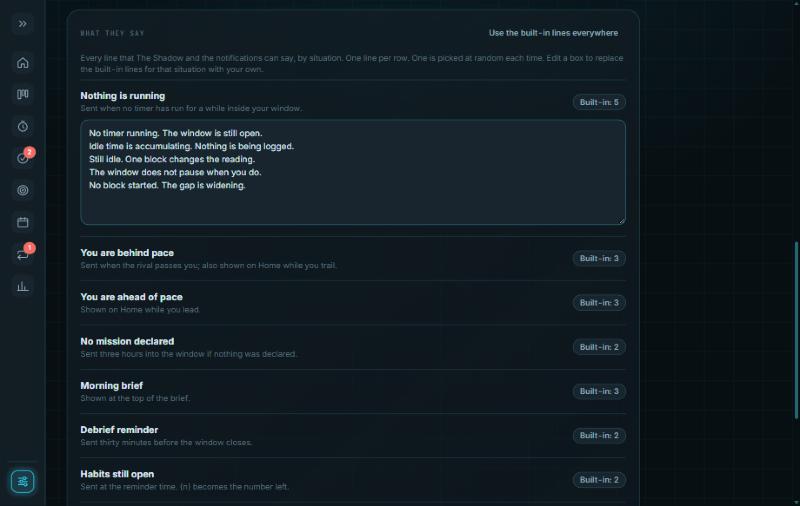 WHAT THEY SAY
Use the built-in lines everywhere
Every line that The Shadow and the notifications can say, by situation. One line per row. One is picked at random each time. Edit a box to replace
the built-in lines for that situation with your own.
Nothing is running
Built-in: 5
Sent when no timer has run for a while inside your window.
No timer running. The window is still open.
Idle time is accumulating. Nothing is being logged.
Still idle. One block changes the reading.
The window does not pause when you do.
No block started. The gap is widening.
You are behind pace
Built-in: 3
Sent when the rival passes you; also shown on Home while you trail.
You are ahead of pace
Built-in: 3
Shown on Home while you lead.
No mission declared
Built-in: 2
Sent three hours into the window if nothing was declared.
Morning brief
Built-in: 3
Shown at the top of the brief.
Debrief reminder
Built-in: 2
Sent thirty minutes before the window closes.
Habits still open
Built-in: 2
Sent at the reminder time. {n} becomes the number left.
2
1